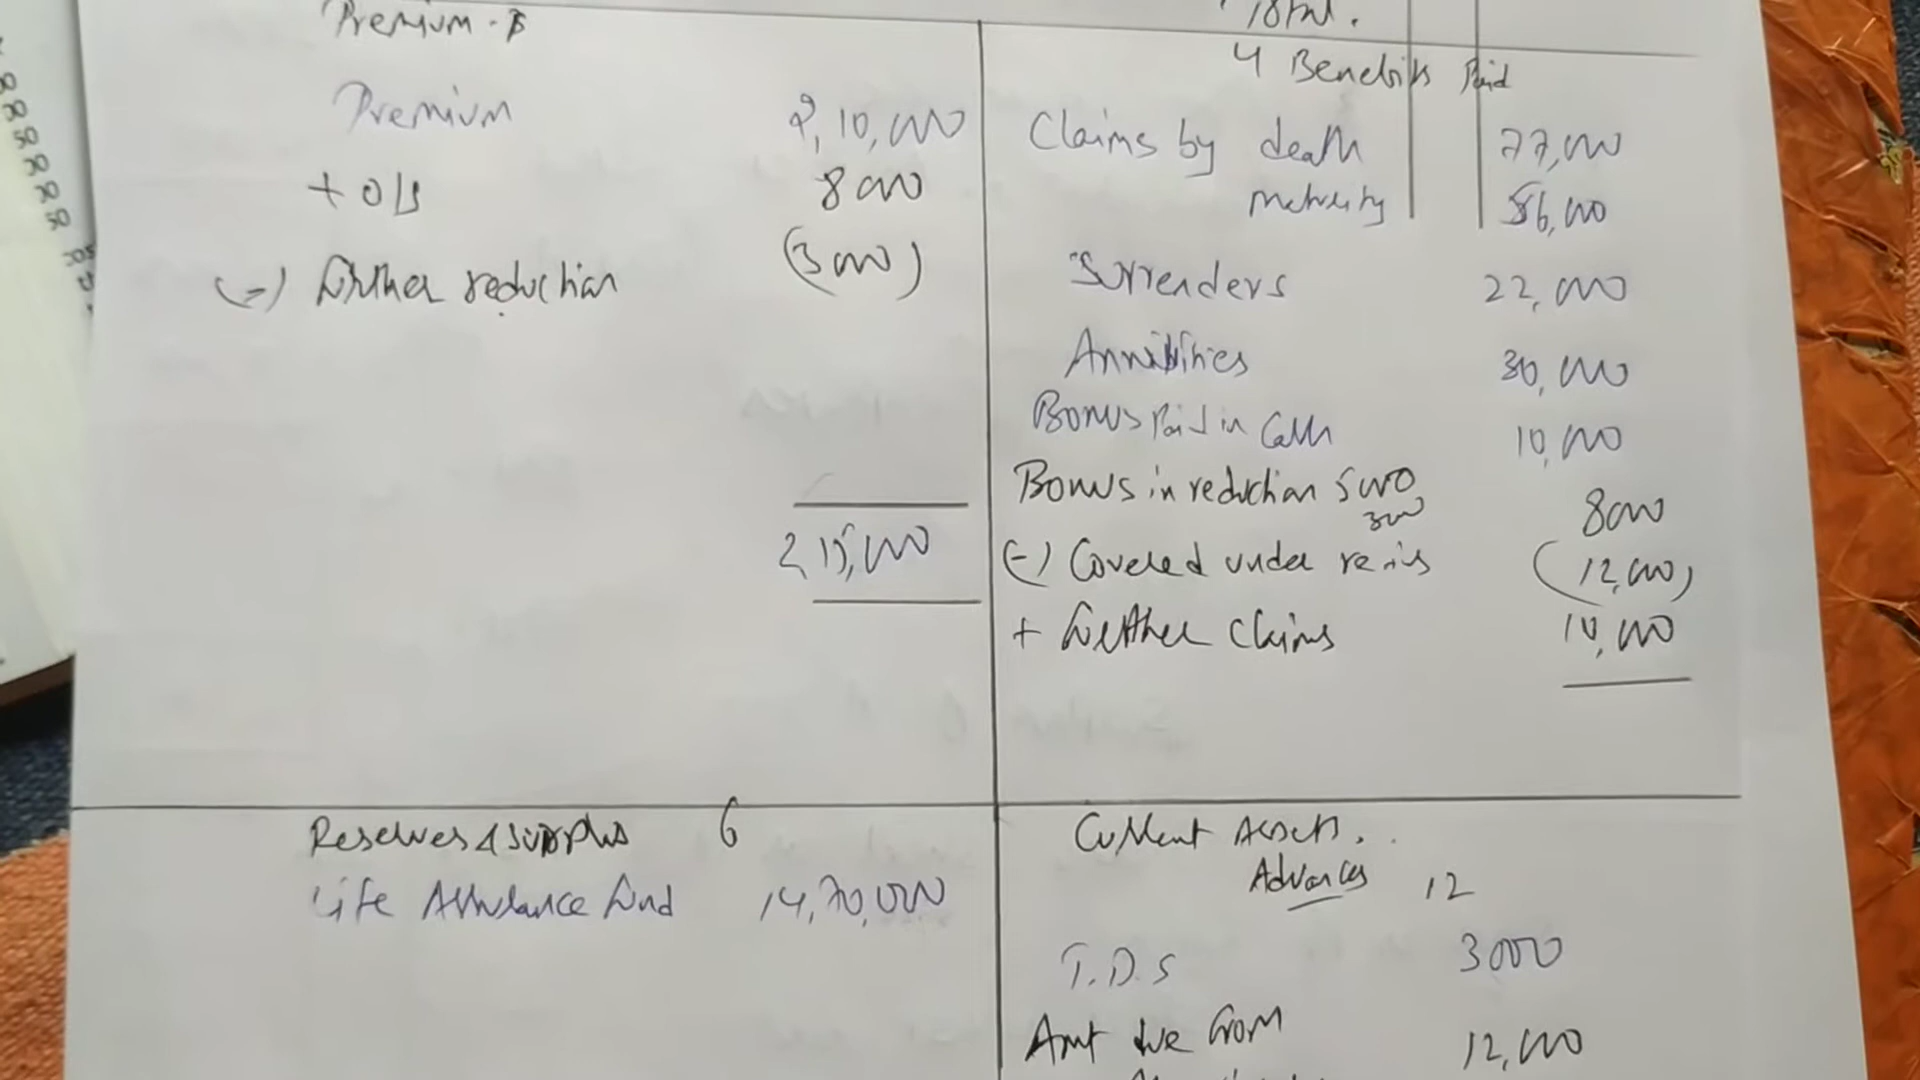 Premium
Total.
Premium 2,10,000
+ O/S 8000
(-) further reduction (3000)
2,15,000
4 Benefits Paid
Claims by death 77,000
maturity 56,000
Surrenders 22,000
Annuities 30,000
Bonus Paid in Cash 10,000
Bonus in reduction 5000 8000
3000
(-) Covered under reins (12,000)
+ further claims 10,000
Reserves & surplus 6
Life Assurance fund 14,70,000
Current Assets.
Advances 12
T.D.S 3000
Amt due from 12,000